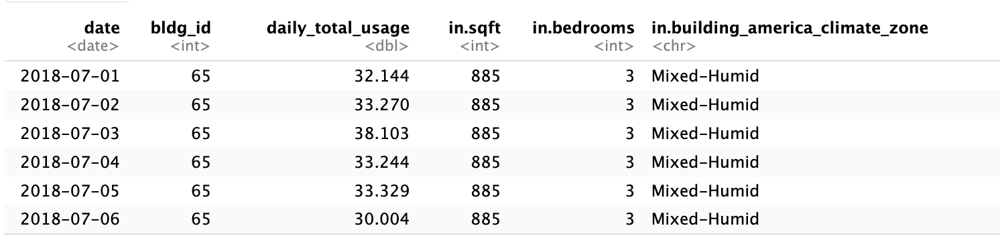 date bldg_id daily_total_usage in.sqft in.bedrooms in.building_america_climate_zone
<date> <int> <dbl> <int> <int> <chr>
2018-07-01 65 32.144 885 3 Mixed-Humid
2018-07-02 65 33.270 885 3 Mixed-Humid
2018-07-03 65 38.103 885 3 Mixed-Humid
2018-07-04 65 33.244 885 3 Mixed-Humid
2018-07-05 65 33.329 885 3 Mixed-Humid
2018-07-06 65 30.004 885 3 Mixed-Humid